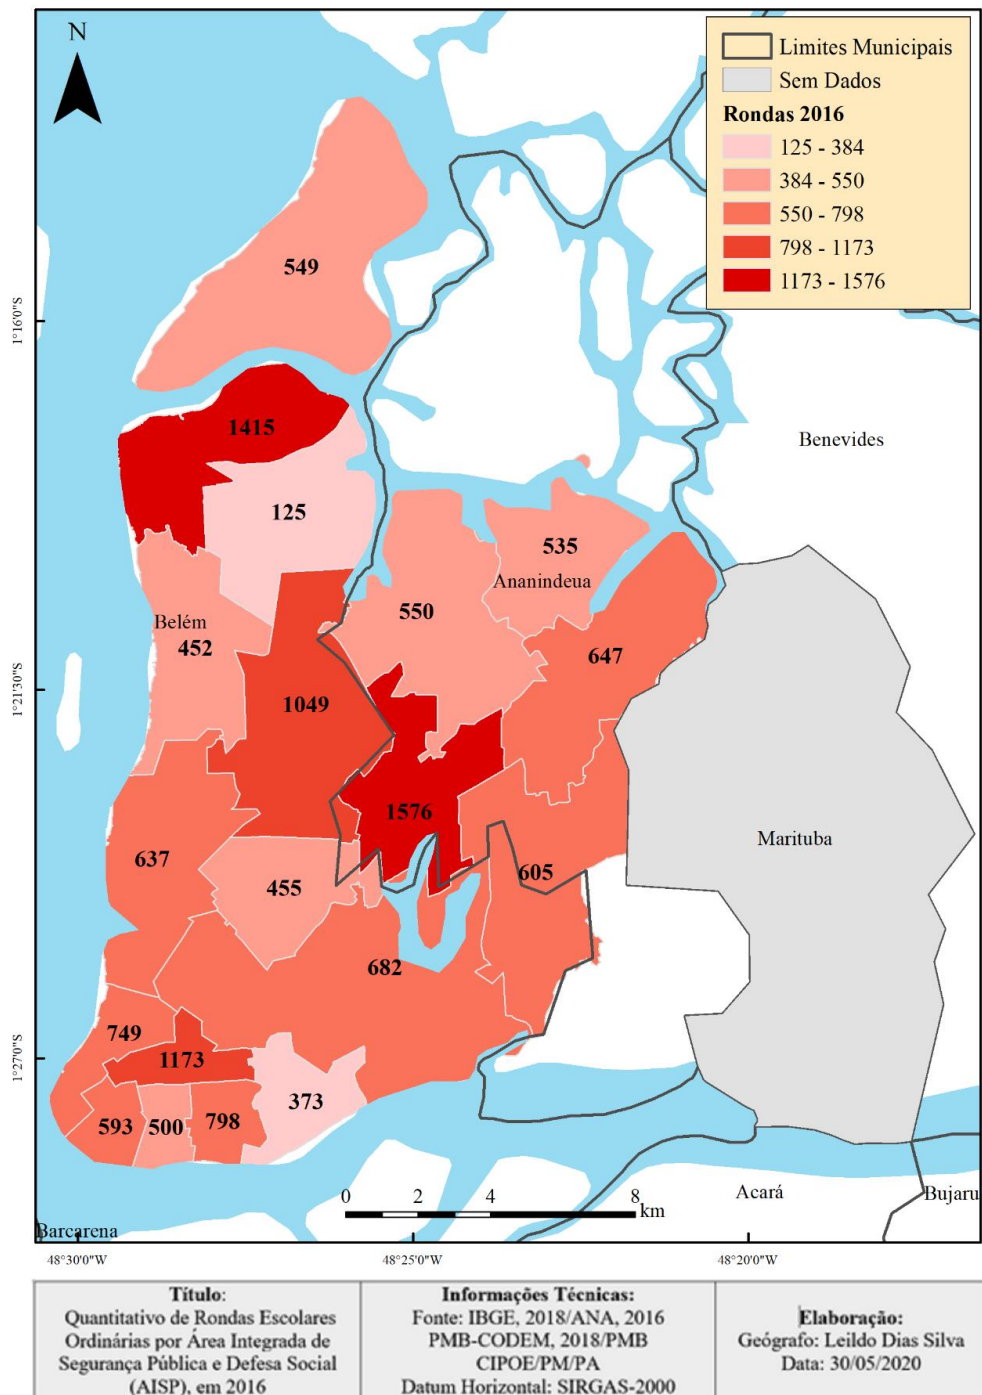 N
Limites Municipais
Sem Dados
Rondas 2016
125 - 384
384 - 550
550 - 798
798 - 1173
1173 - 1576
549
1°16'0"S
1415
Benevides
125
535
Ananindeua
550
Belém
452
647
1°21'30"S
1049
1576
Marituba
637
605
455
682
749
1°27'0"S
1173
373
593
500
798
0 2 4 8
km
Acará
Bujaru
Barcarena
48°30'0"W 48°25'0"W 48°20'0"W
Título:
Quantitativo de Rondas Escolares
Ordinárias por Área Integrada de
Segurança Pública e Defesa Social
(AISP), em 2016
Informações Técnicas:
Fonte: IBGE, 2018/ANA, 2016
PMB-CODEM, 2018/PMB
CIPOE/PM/PA
Datum Horizontal: SIRGAS-2000
Elaboração:
Geógrafo: Leildo Dias Silva
Data: 30/05/2020